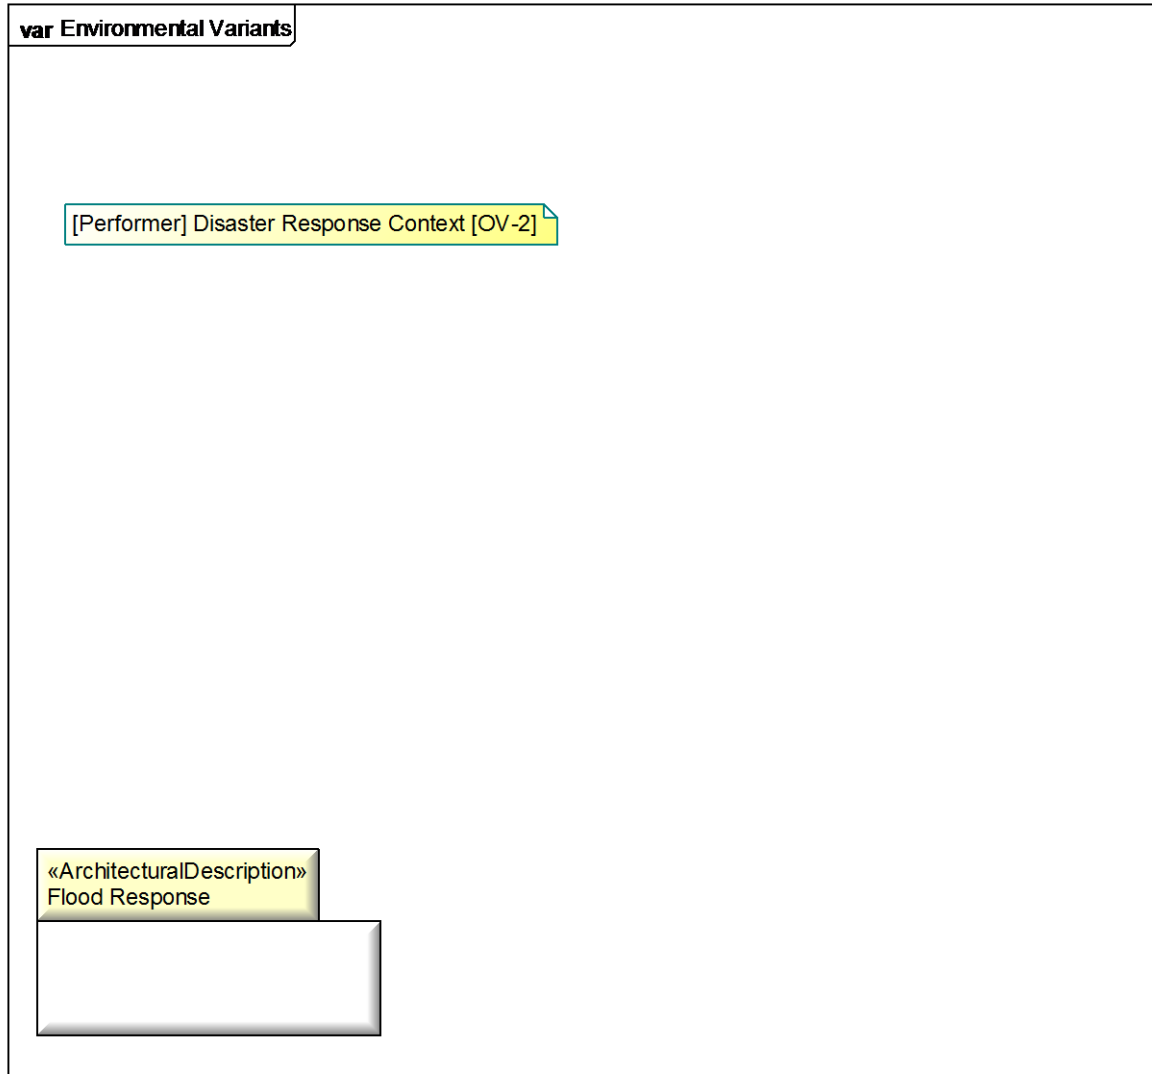 var Environmental Variants
[Performer] Disaster Response Context [OV-2]
«ArchitecturalDescription»
Flood Response